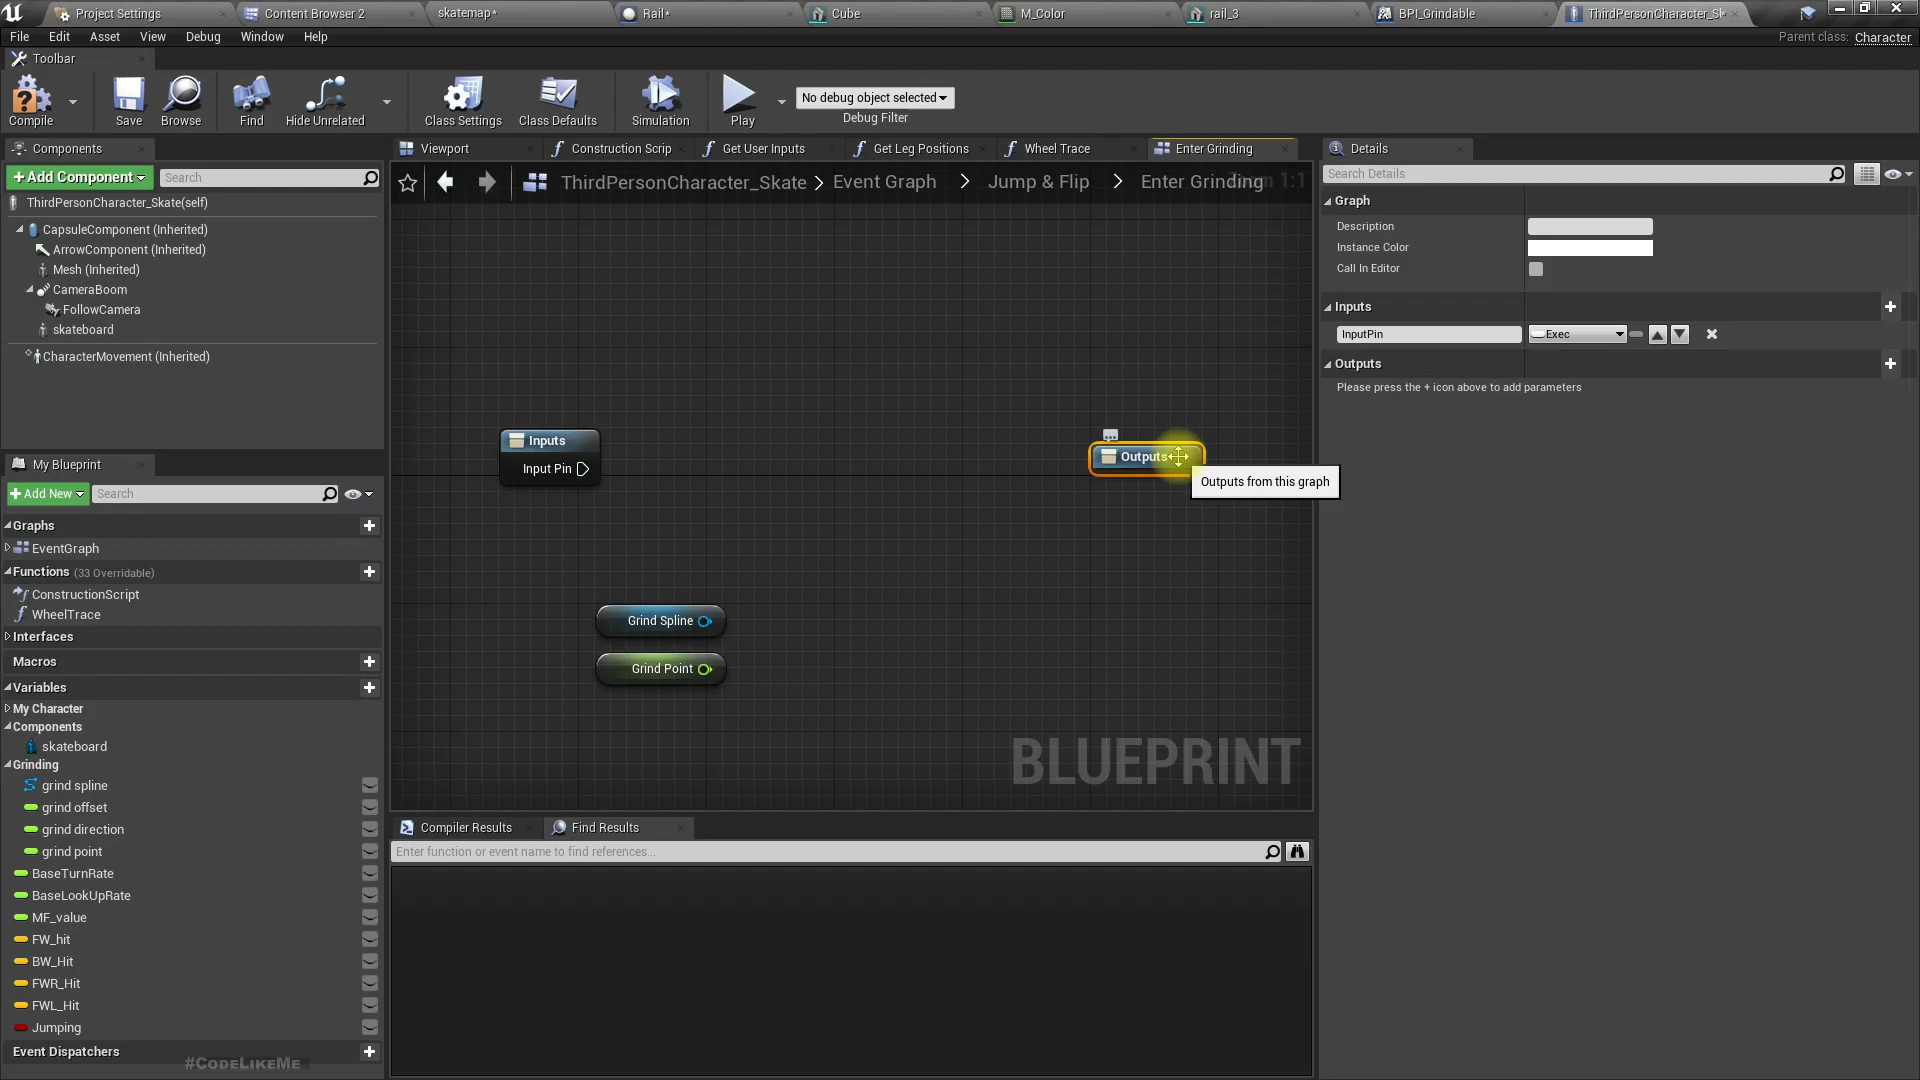 Project Settings
Content Browser 2
skatemap*
Rail*
Cube
M_Color
rail_3
BPI_Grindable
ThirdPersonCharacter_Sk
File Edit Asset View Debug Window Help
Parent class: Character
Toolbar
Compile
Save
Browse
Find
Hide Unrelated
Class Settings
Class Defaults
Simulation
Play
No debug object selected
Debug Filter
Components
+Add Component
Search
ThirdPersonCharacter_Skate(self)
CapsuleComponent (Inherited)
ArrowComponent (Inherited)
Mesh (Inherited)
CameraBoom
FollowCamera
skateboard
CharacterMovement (Inherited)
My Blueprint
+Add New
Search
Graphs
EventGraph
Functions (33 Overridable)
ConstructionScript
WheelTrace
Interfaces
Macros
Variables
My Character
Components
skateboard
Grinding
grind spline
grind offset
grind direction
grind point
BaseTurnRate
BaseLookUpRate
MF_value
FW_hit
BW_Hit
FWR_Hit
FWL_Hit
Jumping
Event Dispatchers
#CodeLikeMe
Viewport
Construction Scrip
Get User Inputs
Get Leg Positions
Wheel Trace
Enter Grinding
ThirdPersonCharacter_Skate > Event Graph > Jump & Flip > Enter Grinding
Zoom 1:1
Inputs
Input Pin
Outputs
Outputs from this graph
Grind Spline
Grind Point
BLUEPRINT
Compiler Results
Find Results
Enter function or event name to find references...
Details
Search Details
Graph
Description
Instance Color
Call In Editor
Inputs
InputPin
Exec
Outputs
Please press the + icon above to add parameters